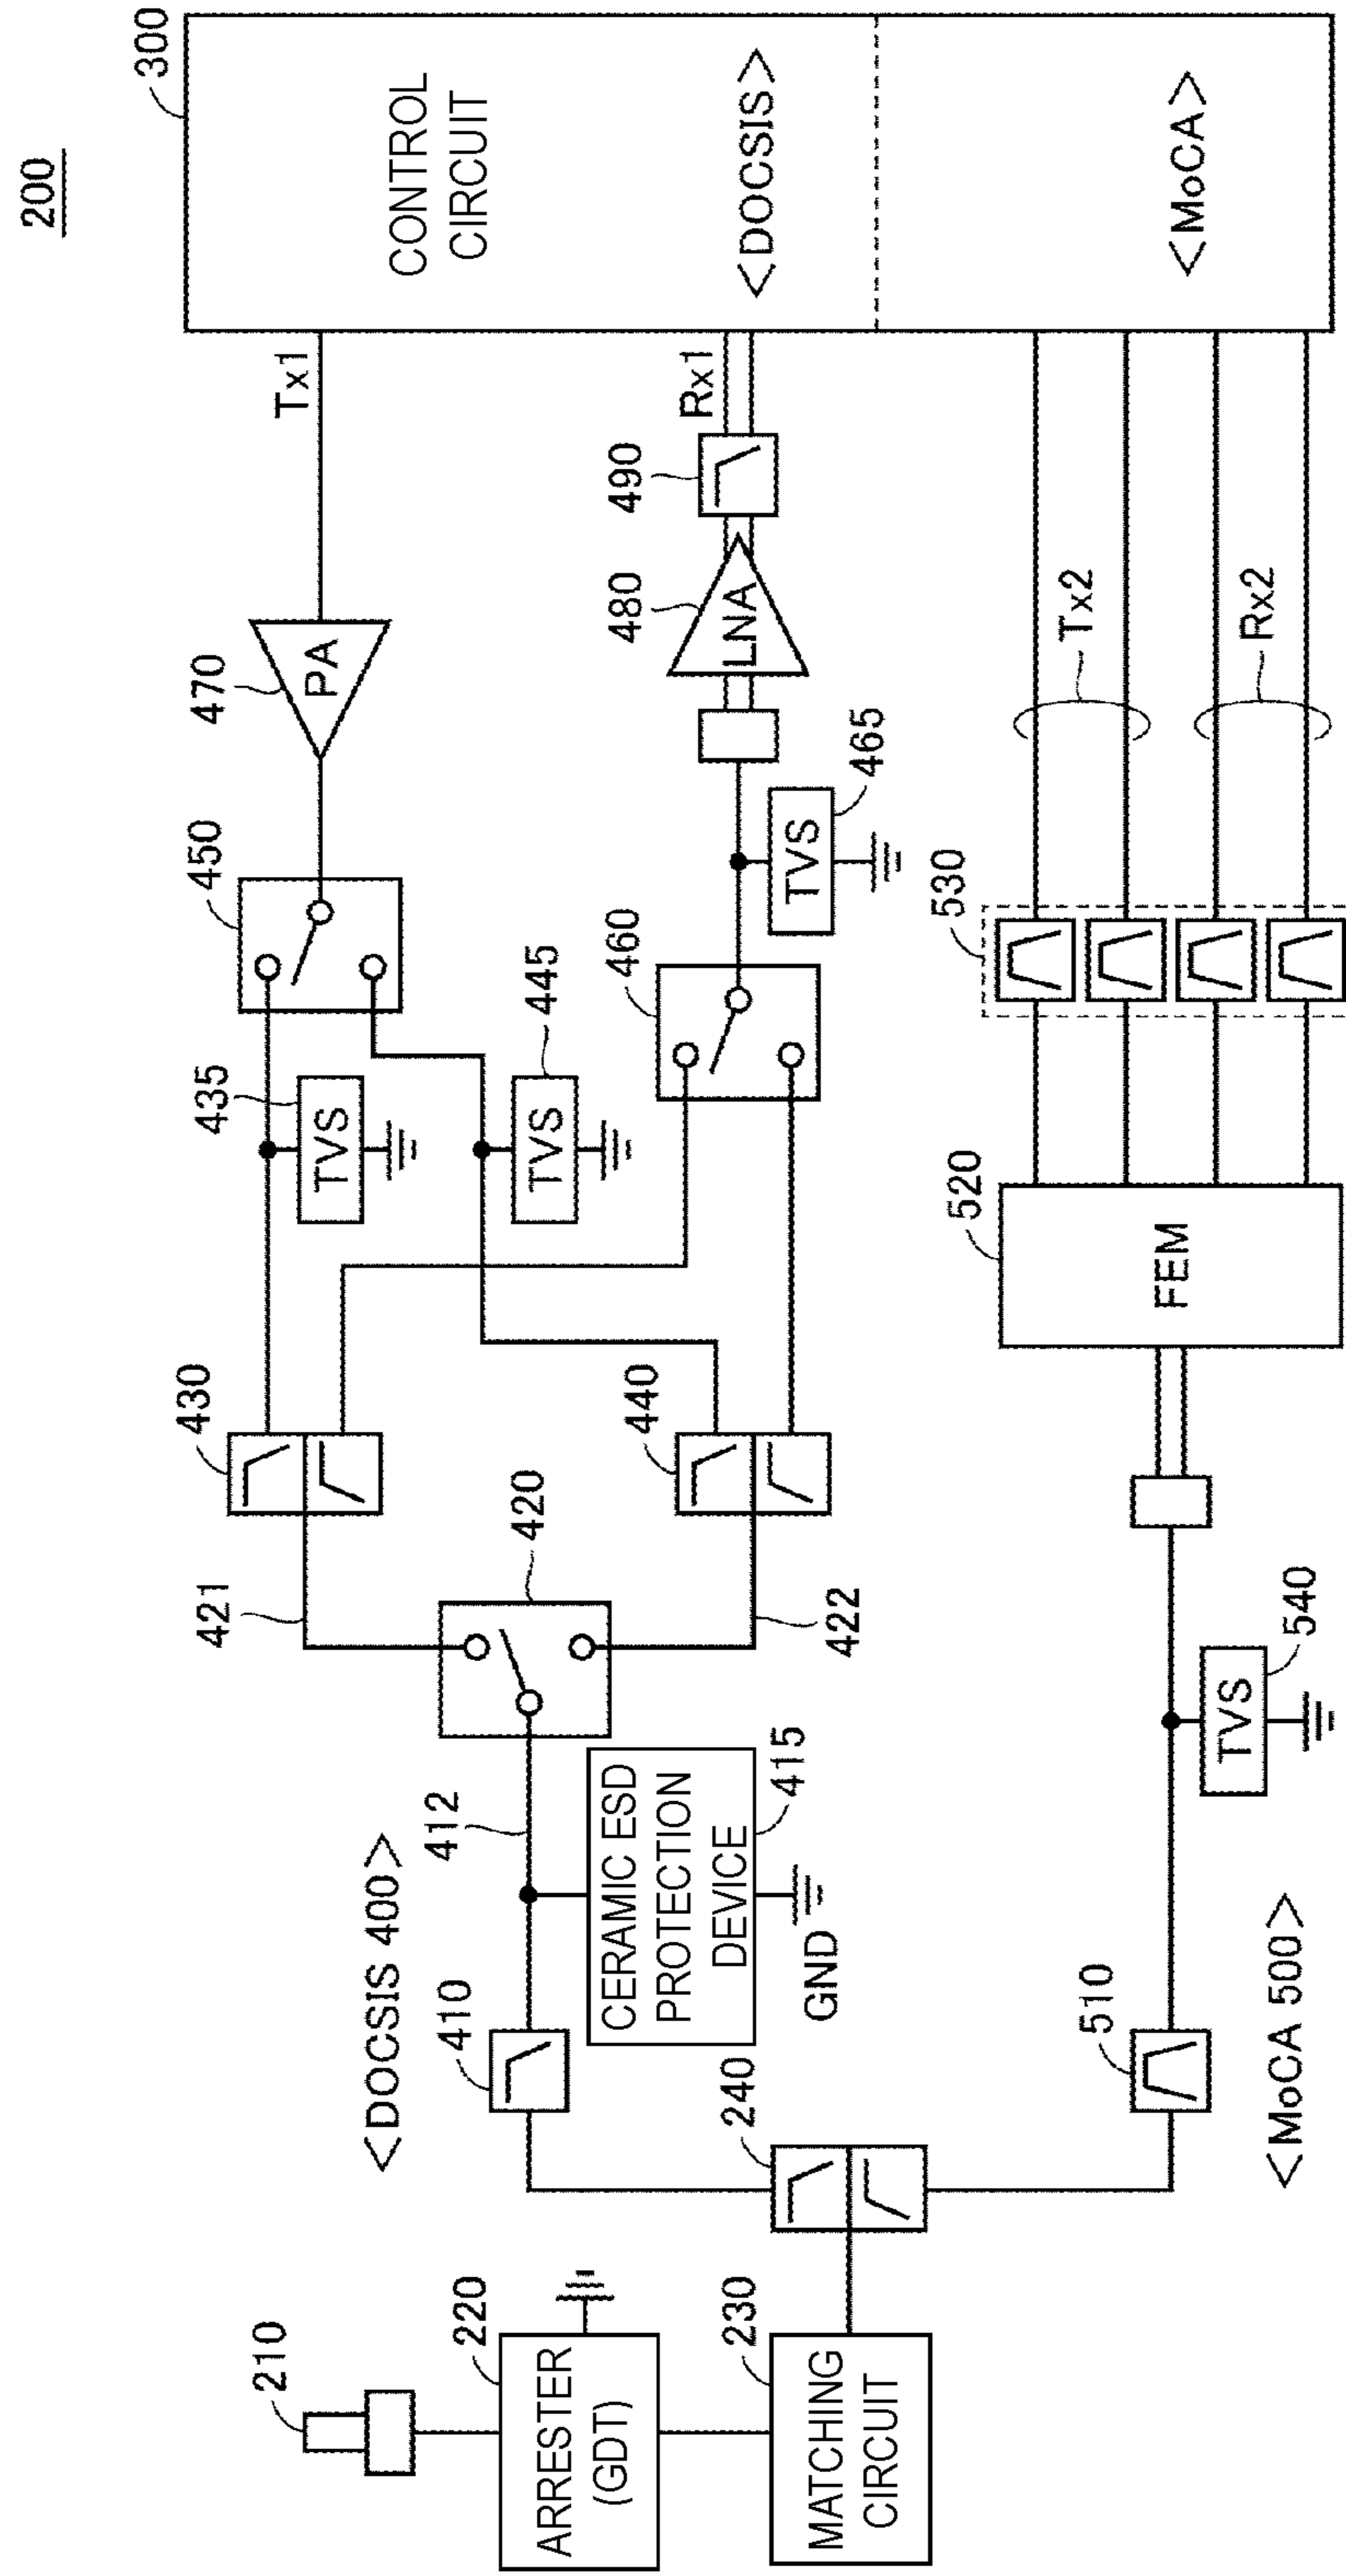 200
210
220
ARRESTER
(GDT)
230
MATCHING
CIRCUIT
240
<DOCSIS 400>
410
412
CERAMIC ESD
PROTECTION
DEVICE
415
GND
420
421
422
430
435
TVS
440
445
TVS
450
460
465
TVS
470
PA
480
LNA
490
Tx1
Rx1
300
CONTROL
CIRCUIT
<DOCSIS>
<MoCA>
<MoCA 500>
510
540
TVS
520
FEM
530
Tx2
Rx2